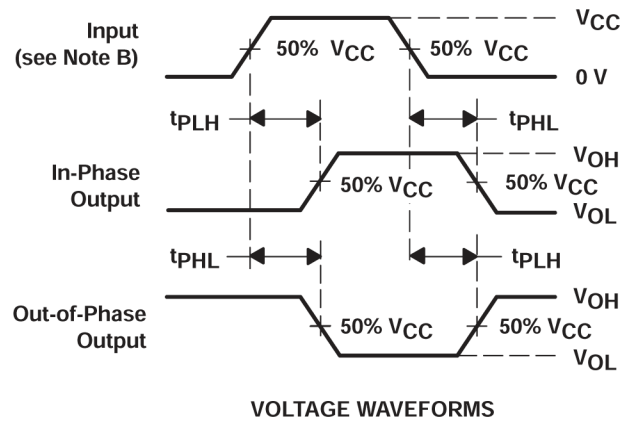 VCC
Input
(see Note B)
50% VCC
50% VCC
0 V
tPLH
tPHL
In-Phase
Output
VOH
50% VCC
50% VCC
VOL
tPHL
tPLH
Out-of-Phase
Output
VOH
50% VCC
50% VCC
VOL
VOLTAGE WAVEFORMS